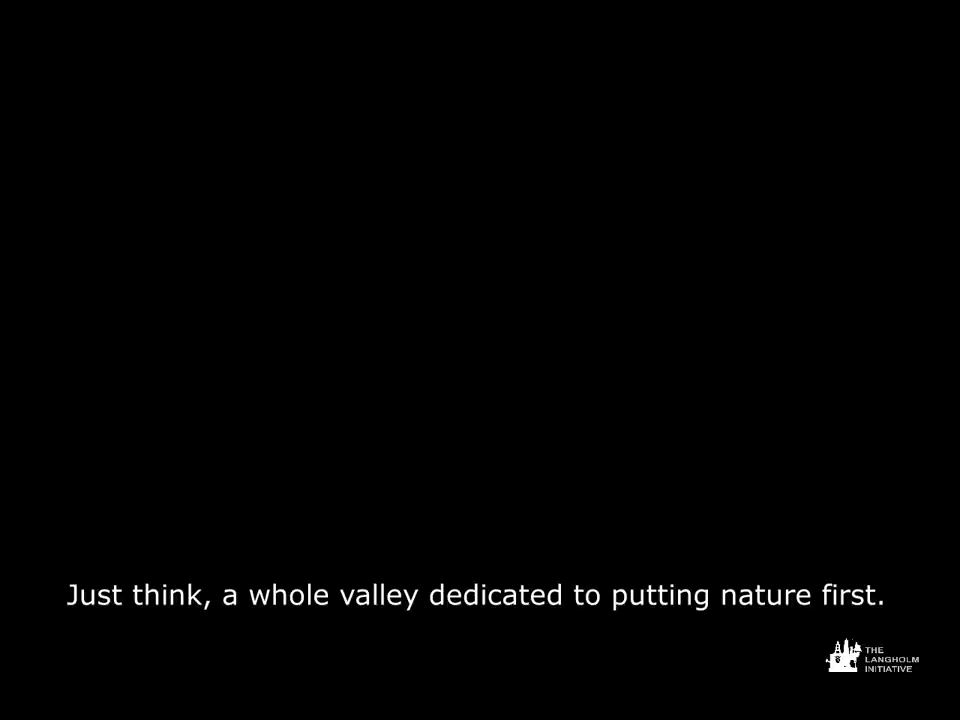 Just think, a whole valley dedicated to putting nature first.
THE
LANGHOLM
INITIATIVE